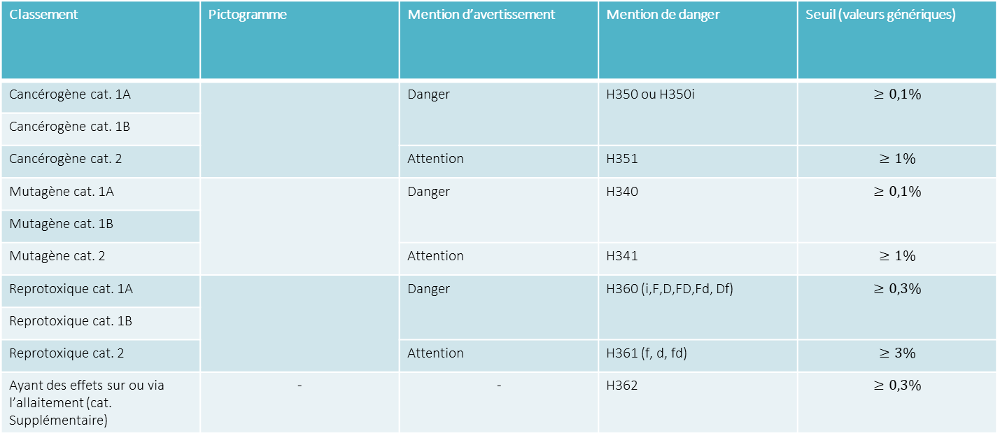 Classement Pictogramme Mention d’avertissement Mention de danger Seuil (valeurs génériques)
Cancérogène cat. 1A Danger H350 ou H350i ≥ 0,1%
Cancérogène cat. 1B
Cancérogène cat. 2 Attention H351 ≥ 1%
Mutagène cat. 1A Danger H340 ≥ 0,1%
Mutagène cat. 1B
Mutagène cat. 2 Attention H341 ≥ 1%
Reprotoxique cat. 1A Danger H360 (i,F,D,FD,Fd, Df) ≥ 0,3%
Reprotoxique cat. 1B
Reprotoxique cat. 2 Attention H361 (f, d, fd) ≥ 3%
Ayant des effets sur ou via - - H362 ≥ 0,3%
l’allaitement (cat.
Supplémentaire)